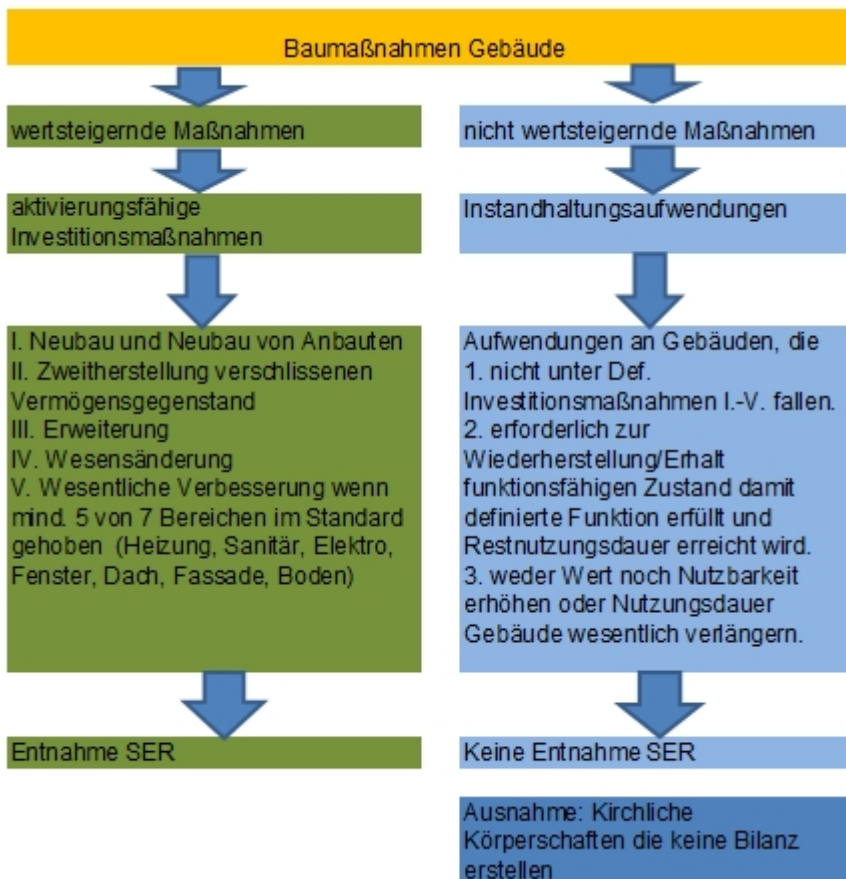 Baumaßnahmen Gebäude
wertsteigernde Maßnahmen
aktivierungsfähige
Investitionsmaßnahmen
I. Neubau und Neubau von Anbauten
II. Zweitherstellung verschlissenen
Vermögensgegenstand
III. Erweiterung
IV. Wesensänderung
V. Wesentliche Verbesserung wenn
mind. 5 von 7 Bereichen im Standard
gehoben (Heizung, Sanitär, Elektro,
Fenster, Dach, Fassade, Boden)
Entnahme SER
nicht wertsteigernde Maßnahmen
Instandhaltungsaufwendungen
Aufwendungen an Gebäuden, die
1. nicht unter Def.
Investitionsmaßnahmen I.-V. fallen.
2. erforderlich zur
Wiederherstellung/Erhalt
funktionsfähigen Zustand damit
definierte Funktion erfüllt und
Restnutzungsdauer erreicht wird.
3. weder Wert noch Nutzbarkeit
erhöhen oder Nutzungsdauer
Gebäude wesentlich verlängern.
Keine Entnahme SER
Ausnahme: Kirchliche
Körperschaften die keine Bilanz
erstellen